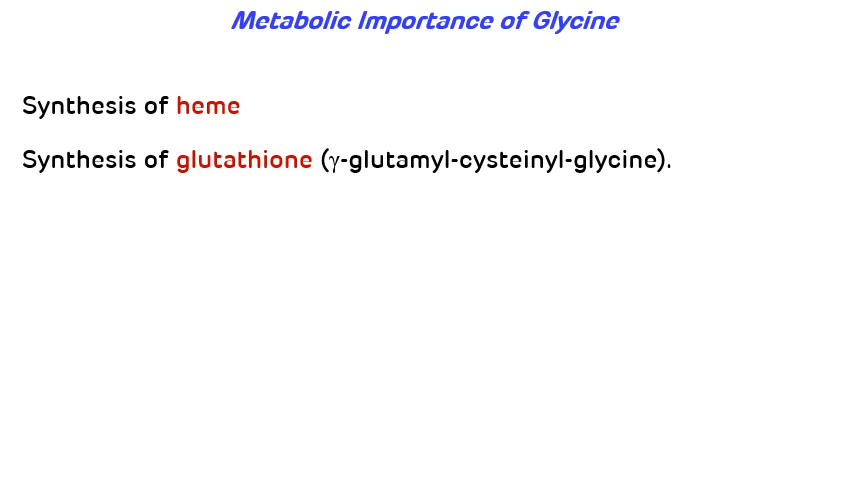 Metabolic Importance of Glycine
Synthesis of heme
Synthesis of glutathione (γ-glutamyl-cysteinyl-glycine).